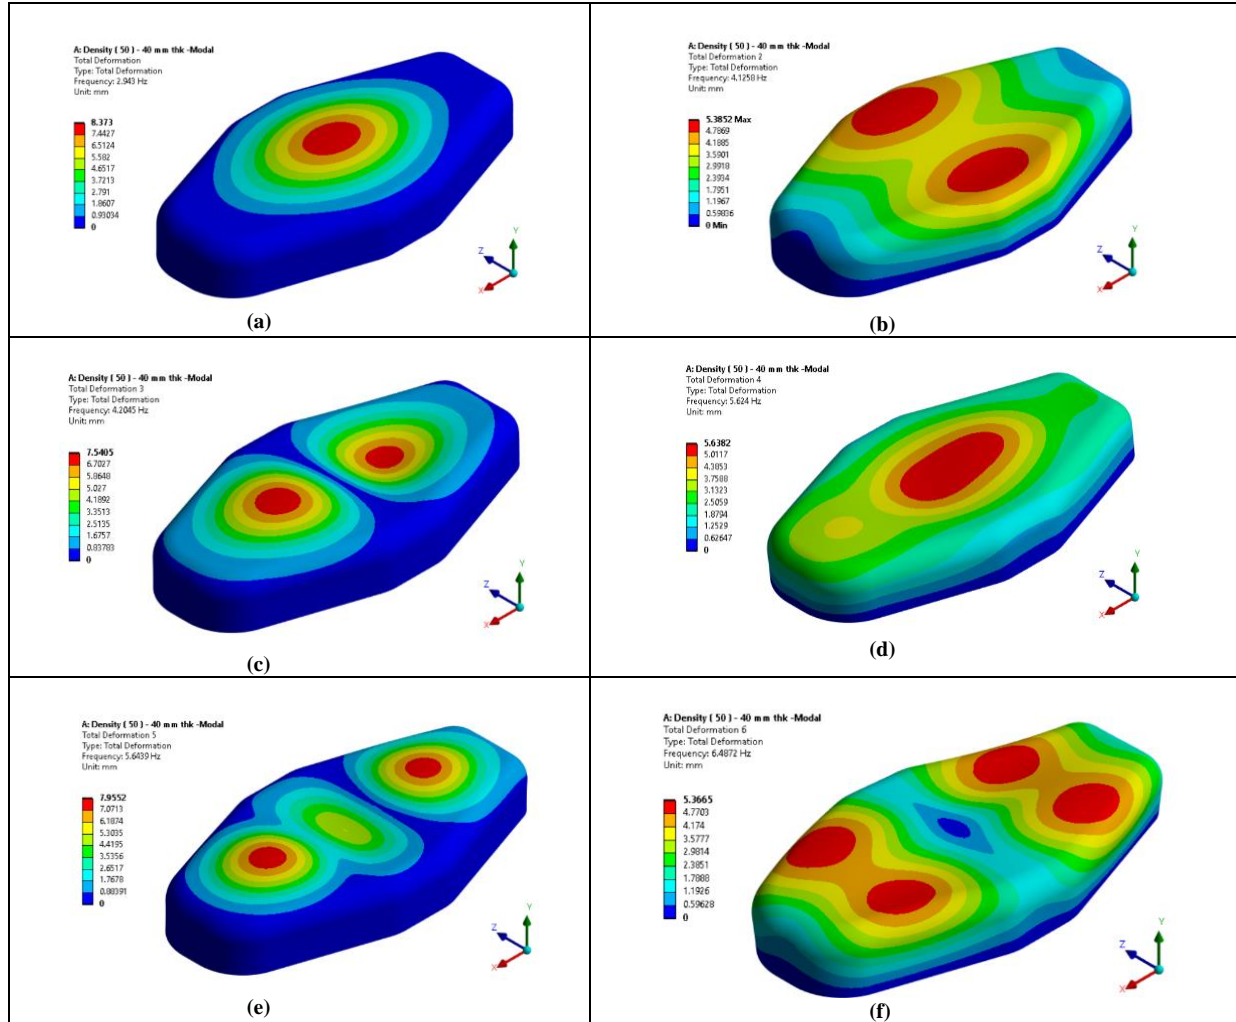 A: Density ( 50 ) - 40 mm thk -Modal
Total Deformation
Type: Total Deformation
Frequency: 2.943 Hz
Unit: mm
8.373
7.4427
6.5124
5.582
4.6517
3.7213
2.791
1.8607
0.93034
0
Y
Z
X
(a)
A: Density ( 50 ) - 40 mm thk -Modal
Total Deformation 2
Type: Total Deformation
Frequency: 4.1258 Hz
Unit: mm
5.3852 Max
4.7869
4.1885
3.5901
2.9918
2.3934
1.7951
1.1967
0.59836
0 Min
Y
Z
X
(b)
A: Density ( 50 ) - 40 mm thk -Modal
Total Deformation 3
Type: Total Deformation
Frequency: 4.2045 Hz
Unit: mm
7.5405
6.7027
5.8648
5.027
4.1892
3.3513
2.5135
1.6757
0.83783
0
Y
Z
X
(c)
A: Density ( 50 ) - 40 mm thk -Modal
Total Deformation 4
Type: Total Deformation
Frequency: 5.624 Hz
Unit: mm
5.6382
5.0117
4.3853
3.7588
3.1323
2.5059
1.8794
1.2529
0.62647
0
Y
Z
X
(d)
A: Density ( 50 ) - 40 mm thk -Modal
Total Deformation 5
Type: Total Deformation
Frequency: 5.6439 Hz
Unit: mm
7.9552
7.0713
6.1874
5.3035
4.4195
3.5356
2.6517
1.7678
0.88391
0
Y
Z
X
(e)
A: Density ( 50 ) - 40 mm thk -Modal
Total Deformation 6
Type: Total Deformation
Frequency: 6.4872 Hz
Unit: mm
5.3665
4.7703
4.174
3.5777
2.9814
2.3851
1.7888
1.1926
0.59628
0
Y
Z
X
(f)